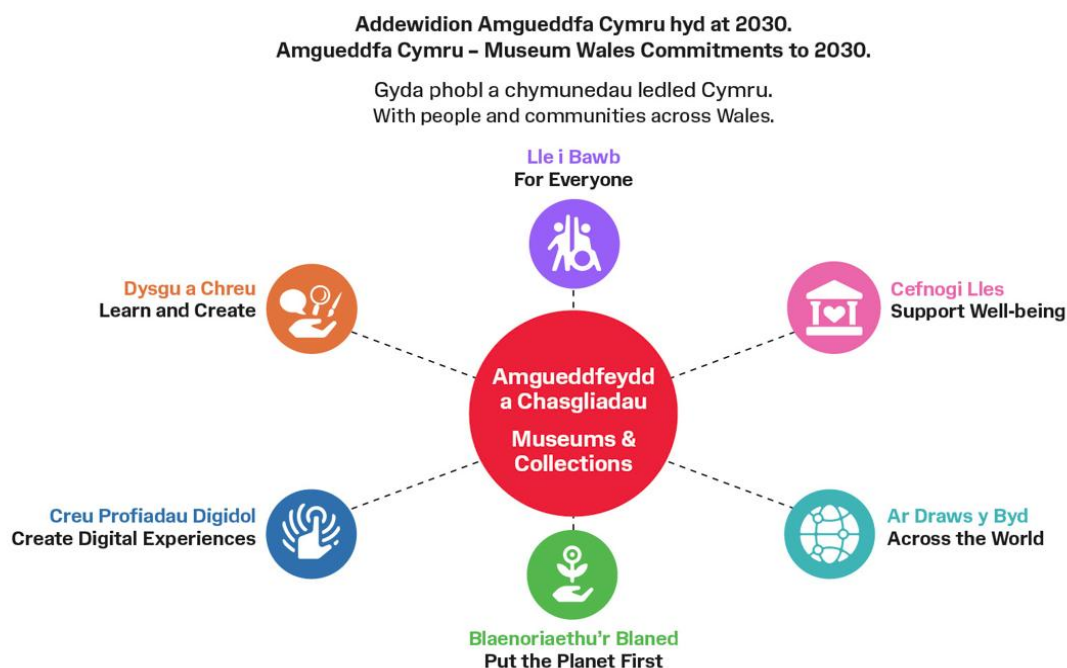 Addewidion Amgueddfa Cymru hyd at 2030.
Amgueddfa Cymru – Museum Wales Commitments to 2030.
Gyda phobl a chymunedau ledled Cymru.
With people and communities across Wales.
Lle i Bawb
For Everyone
Dysgu a Chreu
Learn and Create
Cefnogi Lles
Support Well-being
Amgueddfeydd
a Chasgliadau
Museums &
Collections
Creu Profiadau Digidol
Create Digital Experiences
Ar Draws y Byd
Across the World
Blaenoriaethu’r Blaned
Put the Planet First